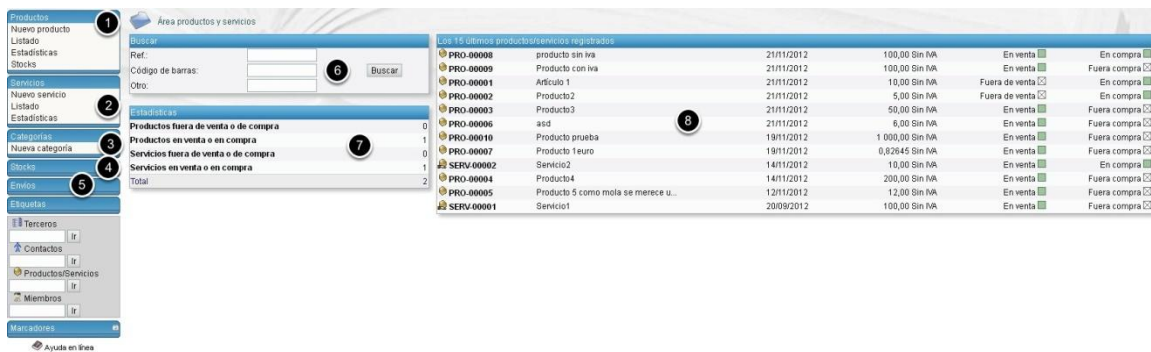 Productos
1
Nuevo producto
Listado
Estadísticas
Stocks
Servicios
Nuevo servicio
Listado
2
Estadísticas
Categorías
Nueva categoría
3
Stocks
4
Envíos
5
Etiquetas
Terceros
Ir
Contactos
Ir
Productos/Servicios
Ir
Miembros
Ir
Marcadores
Ayuda en línea
Área productos y servicios
Buscar
Ref.:
Código de barras:
6
Buscar
Otro:
Estadísticas
Productos fuera de venta o de compra 0
Productos en venta o en compra 1
7
Servicios fuera de venta o de compra 0
Servicios en venta o en compra 1
Total 2
Los 15 últimos productos/servicios registrados
PRO-00008 producto sin iva 21/11/2012 100,00 Sin IVA En venta En compra
PRO-00009 Producto con iva 21/11/2012 100,00 Sin IVA En venta Fuera compra
PRO-00001 Artículo 1 21/11/2012 10,00 Sin IVA Fuera de venta En compra
PRO-00002 Producto2 21/11/2012 5,00 Sin IVA Fuera de venta En compra
PRO-00003 Producto3 21/11/2012 50,00 Sin IVA En venta Fuera compra
8
PRO-00006 asd 21/11/2012 6,00 Sin IVA En venta Fuera compra
PRO-00010 Producto prueba 19/11/2012 1 000,00 Sin IVA En venta Fuera compra
PRO-00007 Producto 1euro 19/11/2012 0,82645 Sin IVA En venta Fuera compra
SERV-00002 Servicio2 14/11/2012 10,00 Sin IVA En venta En compra
PRO-00004 Producto4 14/11/2012 200,00 Sin IVA En venta Fuera compra
PRO-00005 Producto 5 como mola se merece u... 12/11/2012 12,00 Sin IVA En venta Fuera compra
SERV-00001 Servicio1 20/09/2012 100,00 Sin IVA En venta Fuera compra